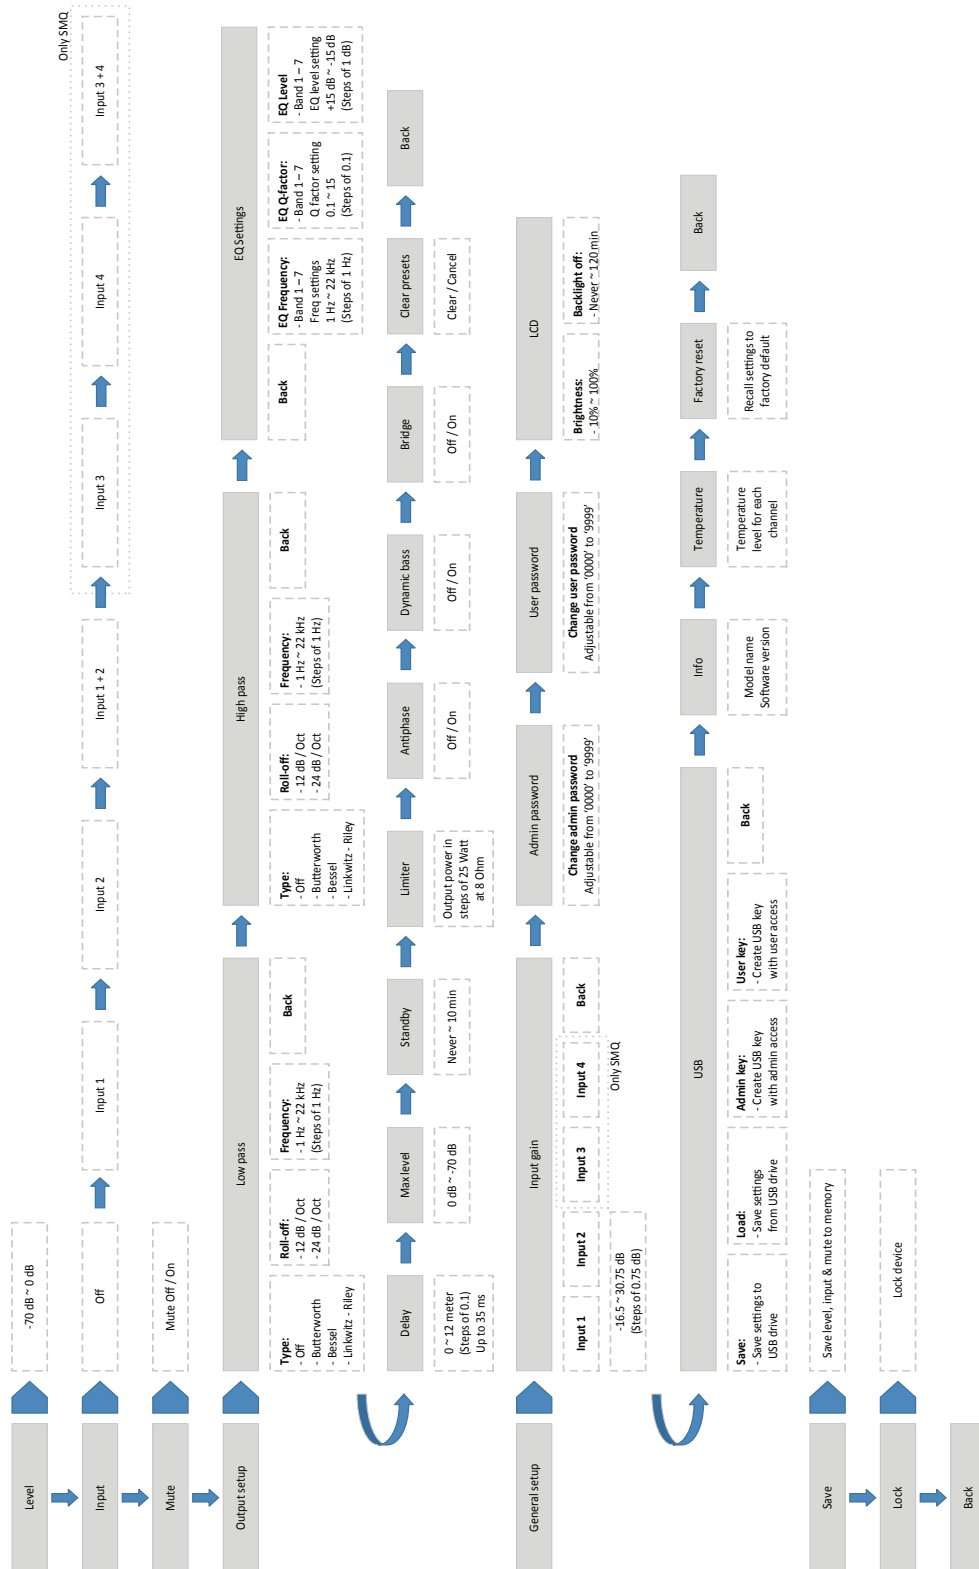 Level
-70 dB ~ 0 dB
Input
Off
Input 1
Input 2
Input 1 + 2
Input 3
Input 4
Input 3 + 4
Only SMQ
Mute
Mute Off / On
Output setup
Low pass
Type:
- Off
- Butterworth
- Bessel
- Linkwitz - Riley
Roll-off:
- 12 dB / Oct
- 24 dB / Oct
Frequency:
- 1 Hz ~ 22 kHz
(Steps of 1 Hz)
Back
High pass
Type:
- Off
- Butterworth
- Bessel
- Linkwitz - Riley
Roll-off:
- 12 dB / Oct
- 24 dB / Oct
Frequency:
- 1 Hz ~ 22 kHz
(Steps of 1 Hz)
Back
EQ Settings
Back
EQ Frequency:
- Band 1 – 7
Freq settings
1 Hz ~ 22 kHz
(Steps of 1 Hz)
EQ Q-factor:
- Band 1 – 7
Q factor setting
0.1 ~ 15
(Steps of 0.1)
EQ Level
- Band 1 – 7
EQ level setting
+15 dB ~ -15 dB
(Steps of 1 dB)
Delay
0 ~ 12 meter
(Steps of 0.1)
Up to 35 ms
Max level
0 dB ~ -70 dB
Standby
Never ~ 10 min
Limiter
Output power in
steps of 25 Watt
at 8 Ohm
Antiphase
Off / On
Dynamic bass
Off / On
Bridge
Off / On
Clear presets
Clear / Cancel
Back
General setup
Input gain
Input 1
Input 2
Input 3
Input 4
Back
Only SMQ
-16.5 ~ 30.75 dB
(Steps of 0.75 dB)
Admin password
Change admin password
Adjustable from ‘0000’ to ‘9999’
User password
Change user password
Adjustable from ‘0000’ to ‘9999’
LCD
Brightness:
- 10% ~ 100%
Backlight off:
- Never ~ 120 min
USB
Save:
- Save settings to
USB drive
Load:
- Save settings
from USB drive
Admin key:
- Create USB key
with admin access
User key:
- Create USB key
with user access
Back
Info
Model name
Software version
Temperature
Temperature
level for each
channel
Factory reset
Recall settings to
factory default
Back
Save
Save level, input & mute to memory
Lock
Lock device
Back